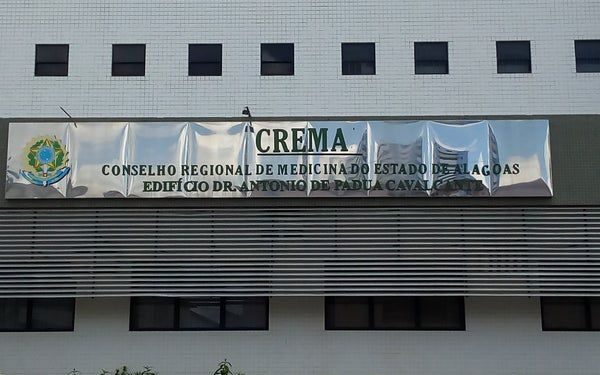 CREMA
CONSELHO REGIONAL DE MEDICINA DO ESTADO DE ALAGOAS
EDIFÍCIO DR. ANTONIO DE PADUA CAVALCANTE